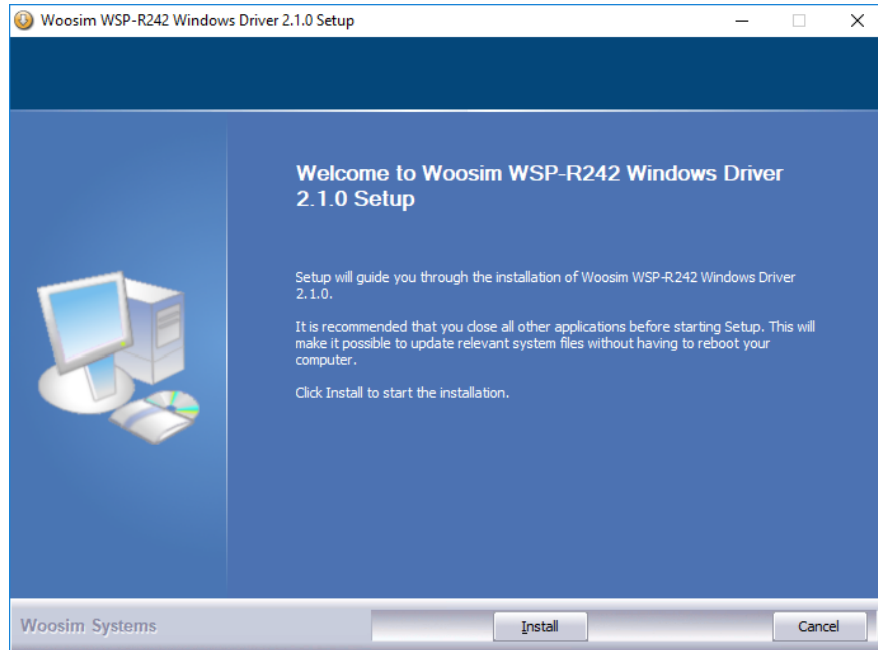 Woosim WSP-R242 Windows Driver 2.1.0 Setup
Welcome to Woosim WSP-R242 Windows Driver
2.1.0 Setup
Setup will guide you through the installation of Woosim WSP-R242 Windows Driver
2.1.0.
It is recommended that you close all other applications before starting Setup. This will
make it possible to update relevant system files without having to reboot your
computer.
Click Install to start the installation.
Woosim Systems
Install
Cancel